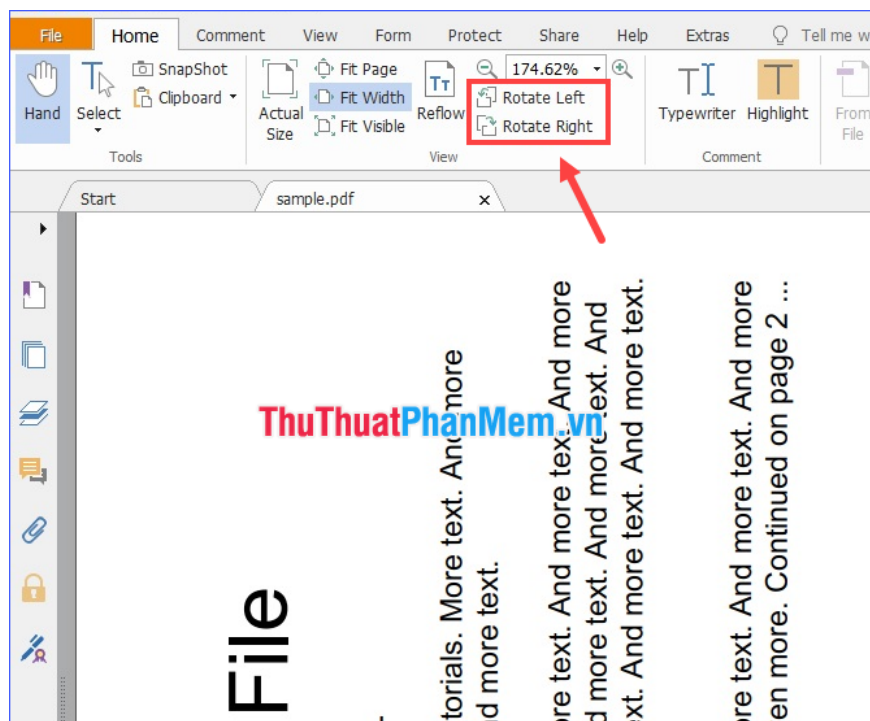 File Home Comment View Form Protect Share Help Extras Tell me w
SnapShot
Clipboard
Hand Select
Tools
Actual Size
Fit Page
Fit Width
Fit Visible
Reflow
174.62%
Rotate Left
Rotate Right
View
Typewriter Highlight
Comment
From File
Start sample.pdf x
ThuThuatPhanMem.vn
File
torials. More text. And more
d more text.
re text. And more text. And more
d more text. And more text. And
ext. And more text. And more text.
re text. And more text. And more
en more. Continued on page 2 ...